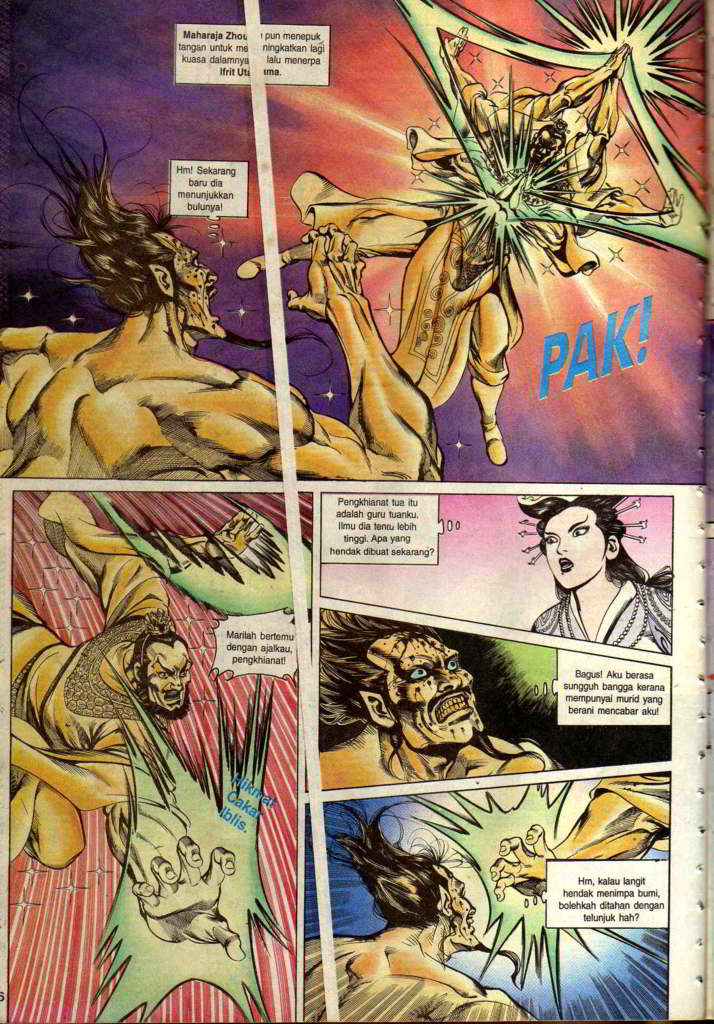 Maharaja Zhou pun menepuk
tangan untuk me ningkatkan lagi
kuasa dalamnya lalu menerpa
Ifrit Utama.
Hm! Sekarang
baru dia
menunjukkan
bulunya!
PAK!
Pengkhianat tua itu
adalah guru tuanku.
Ilmu dia tentu lebih
tinggi. Apa yang
hendak dibuat sekarang?
Marilah bertemu
dengan ajalkau,
pengkhianat!
Hikmat
Cakar
Iblis.
Bagus! Aku berasa
sungguh bangga kerana
mempunyai murid yang
berani mencabar aku!
Hm, kalau langit
hendak menimpa bumi,
bolehkah ditahan dengan
telunjuk hah?
6